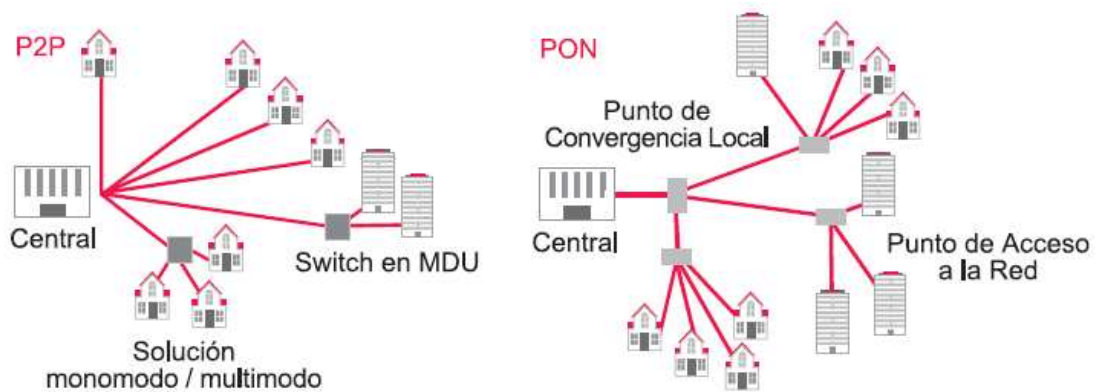 P2P
Central
Switch en MDU
Solución
monomodo / multimodo
PON
Punto de
Convergencia Local
Central
Punto de Acceso
a la Red